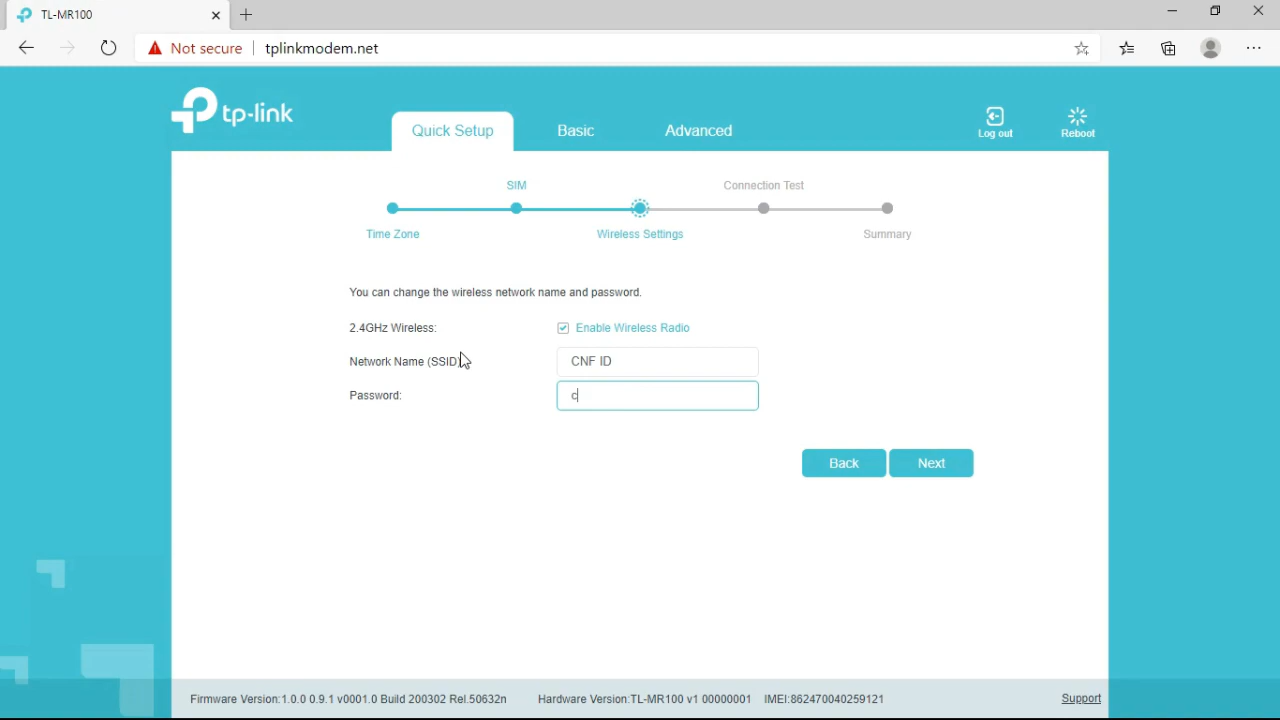 TL-MR100
Not secure tplinkmodem.net
tp-link
Quick Setup Basic Advanced Log out Reboot
SIM Connection Test
Time Zone Wireless Settings Summary
You can change the wireless network name and password.
2.4GHz Wireless: Enable Wireless Radio
Network Name (SSID) CNF ID
Password: c
Back Next
Firmware Version:1.0.0 0.9.1 v0001.0 Build 200302 Rel.50632n Hardware Version:TL-MR100 v1 00000001 IMEI:862470040259121 Support